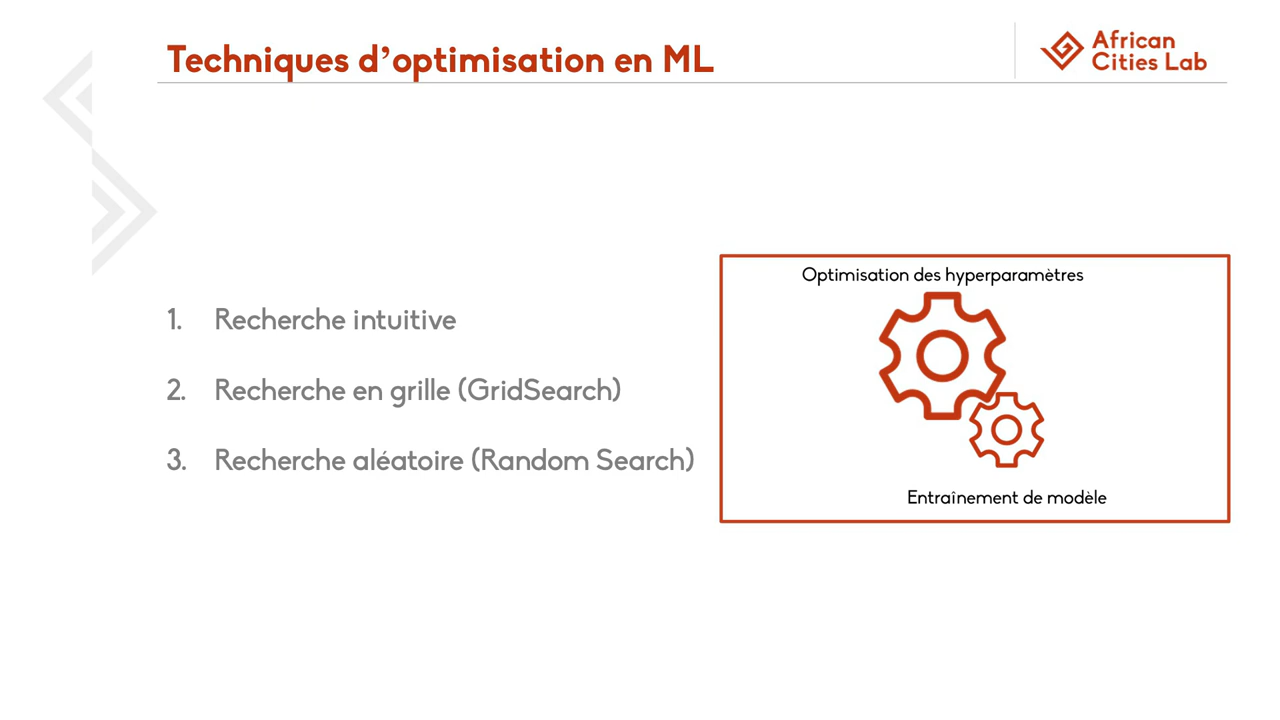 Techniques d’optimisation en ML
African
Cities Lab
1. Recherche intuitive
2. Recherche en grille (GridSearch)
3. Recherche aléatoire (Random Search)
Optimisation des hyperparamètres
Entraînement de modèle